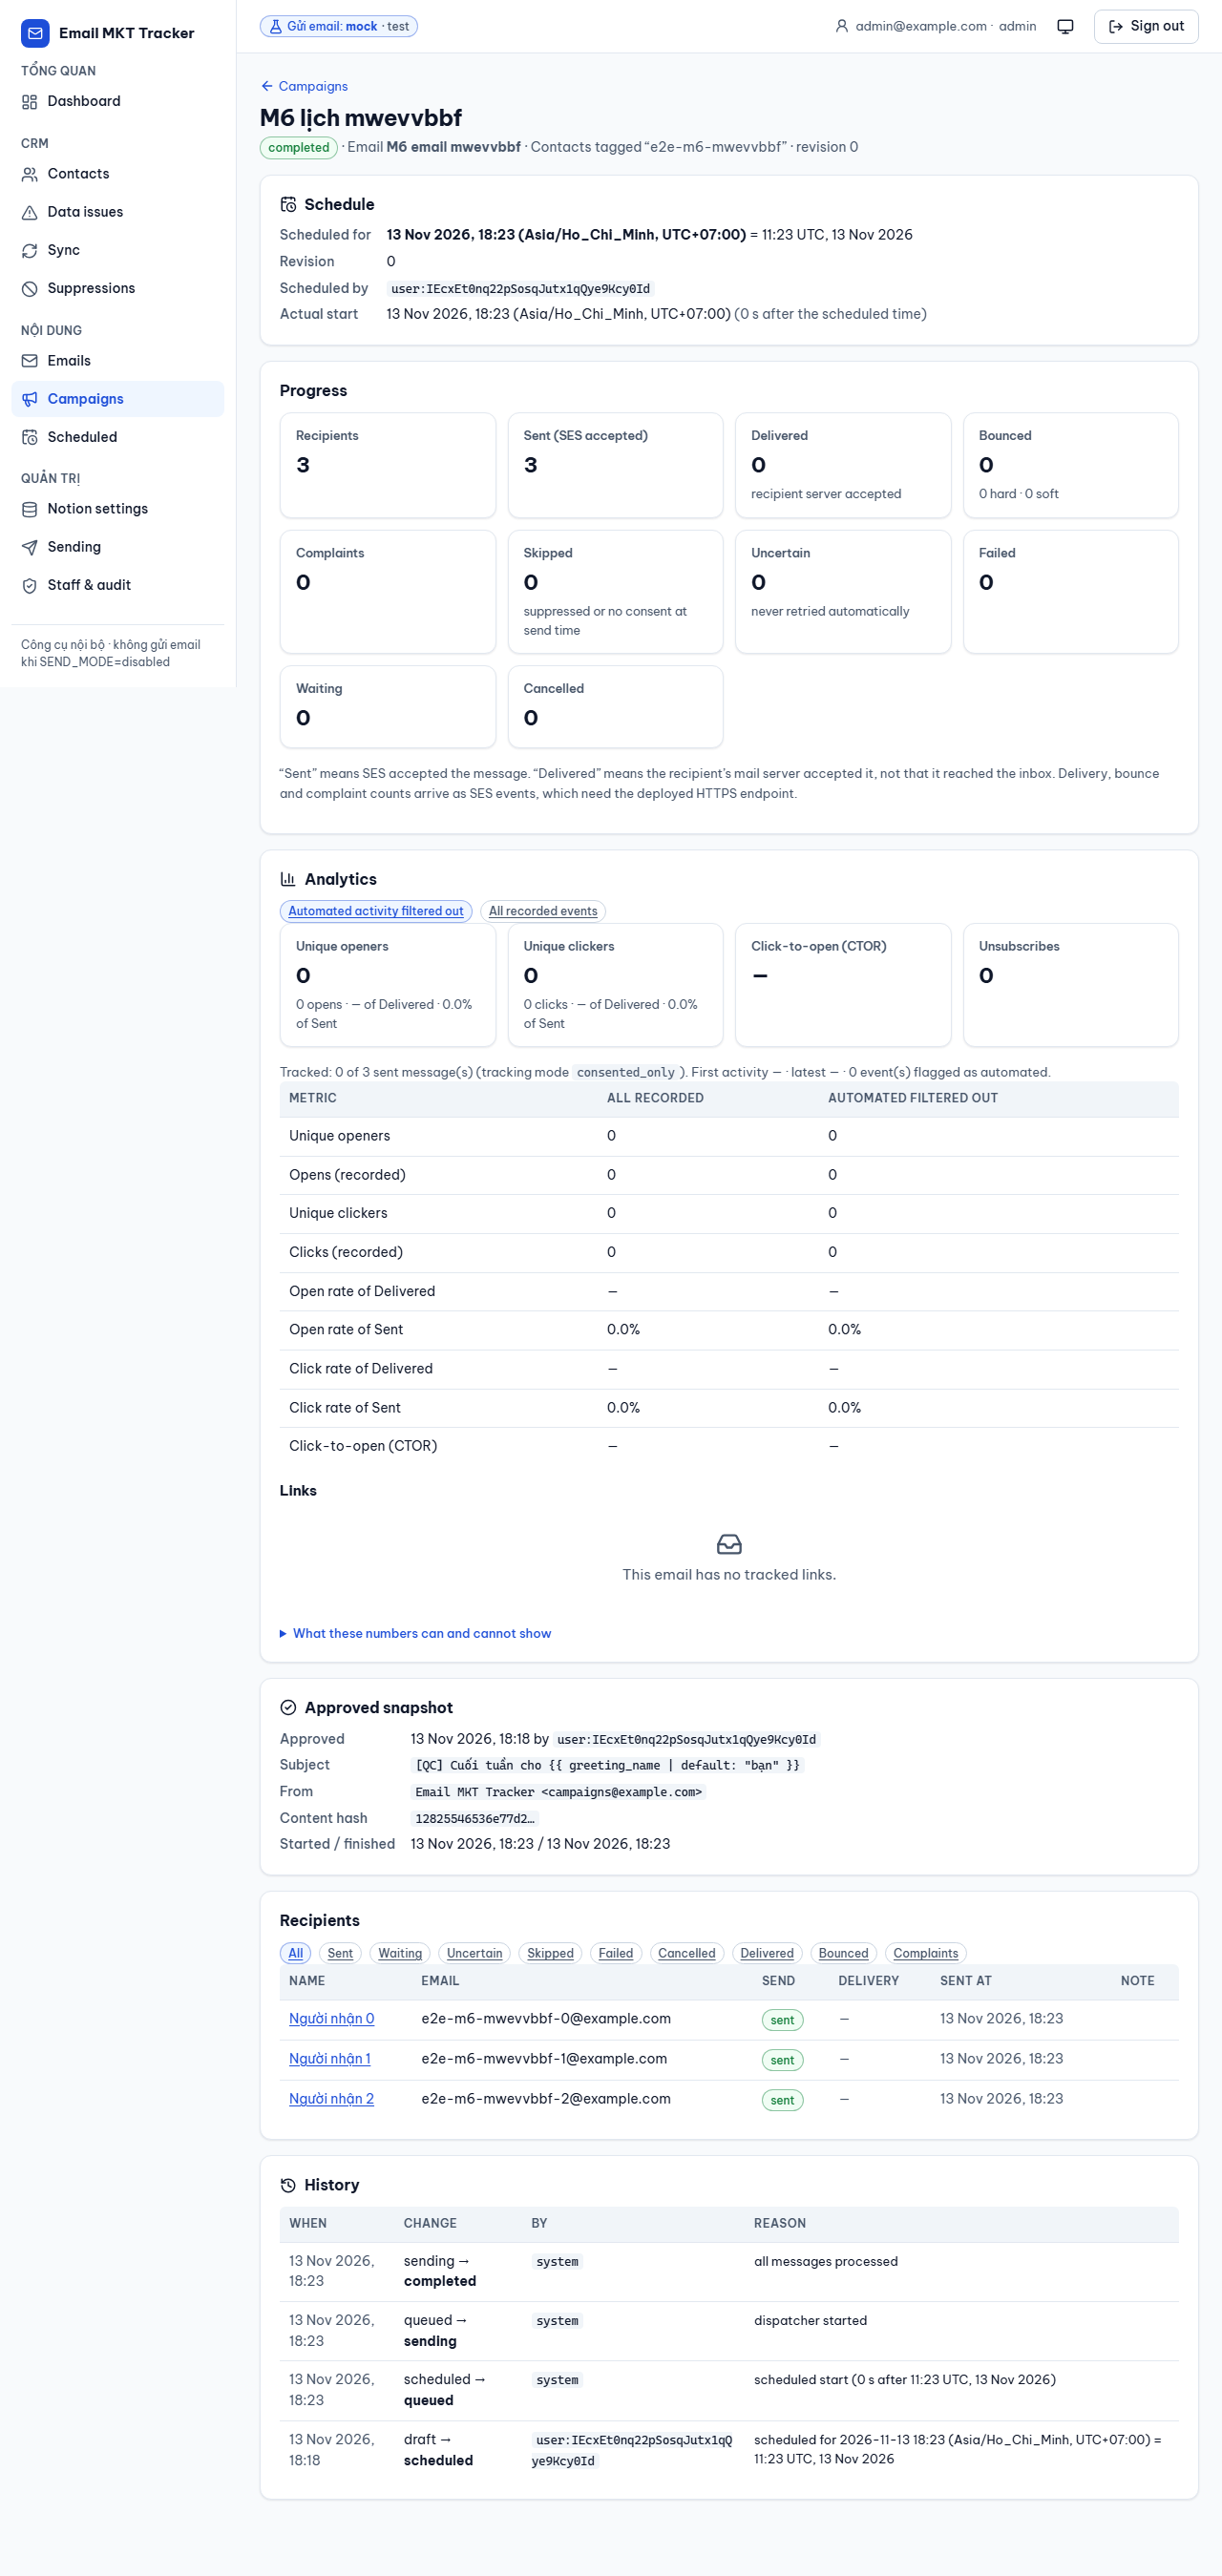 Email MKT Tracker
TỔNG QUAN
Dashboard
CRM
Contacts
Data issues
Sync
Suppressions
NỘI DUNG
Emails
Campaigns
Scheduled
QUẢN TRỊ
Notion settings
Sending
Staff & audit
Công cụ nội bộ · không gửi email
khi SEND_MODE=disabled
Gửi email: mock · test
admin@example.com · admin
Sign out
← Campaigns
M6 lịch mwevvbbf
completed · Email M6 email mwevvbbf · Contacts tagged “e2e-m6-mwevvbbf” · revision 0
Schedule
Scheduled for 13 Nov 2026, 18:23 (Asia/Ho_Chi_Minh, UTC+07:00) = 11:23 UTC, 13 Nov 2026
Revision 0
Scheduled by user:IEcxEt0nq22pSosqJutx1qQye9Kcy0Id
Actual start 13 Nov 2026, 18:23 (Asia/Ho_Chi_Minh, UTC+07:00) (0 s after the scheduled time)
Progress
Recipients
3
Sent (SES accepted)
3
Delivered
0
recipient server accepted
Bounced
0
0 hard · 0 soft
Complaints
0
Skipped
0
suppressed or no consent at
send time
Uncertain
0
never retried automatically
Failed
0
Waiting
0
Cancelled
0
“Sent” means SES accepted the message. “Delivered” means the recipient’s mail server accepted it, not that it reached the inbox. Delivery, bounce
and complaint counts arrive as SES events, which need the deployed HTTPS endpoint.
Analytics
Automated activity filtered out All recorded events
Unique openers
0
0 opens · — of Delivered · 0.0%
of Sent
Unique clickers
0
0 clicks · — of Delivered · 0.0%
of Sent
Click-to-open (CTOR)
—
Unsubscribes
0
Tracked: 0 of 3 sent message(s) (tracking mode consented_only ). First activity — · latest — · 0 event(s) flagged as automated.
METRIC ALL RECORDED AUTOMATED FILTERED OUT
Unique openers 0 0
Opens (recorded) 0 0
Unique clickers 0 0
Clicks (recorded) 0 0
Open rate of Delivered — —
Open rate of Sent 0.0% 0.0%
Click rate of Delivered — —
Click rate of Sent 0.0% 0.0%
Click-to-open (CTOR) — —
Links
This email has no tracked links.
▶ What these numbers can and cannot show
Approved snapshot
Approved 13 Nov 2026, 18:18 by user:IEcxEt0nq22pSosqJutx1qQye9Kcy0Id
Subject [QC] Cuối tuần cho {{ greeting_name | default: "bạn" }}
From Email MKT Tracker <campaigns@example.com>
Content hash 12825546536e77d2…
Started / finished 13 Nov 2026, 18:23 / 13 Nov 2026, 18:23
Recipients
All Sent Waiting Uncertain Skipped Failed Cancelled Delivered Bounced Complaints
NAME EMAIL SEND DELIVERY SENT AT NOTE
Người nhận 0 e2e-m6-mwevvbbf-0@example.com sent — 13 Nov 2026, 18:23
Người nhận 1 e2e-m6-mwevvbbf-1@example.com sent — 13 Nov 2026, 18:23
Người nhận 2 e2e-m6-mwevvbbf-2@example.com sent — 13 Nov 2026, 18:23
History
WHEN CHANGE BY REASON
13 Nov 2026,
18:23
sending →
completed
system
all messages processed
13 Nov 2026,
18:23
queued →
sending
system
dispatcher started
13 Nov 2026,
18:23
scheduled →
queued
system
scheduled start (0 s after 11:23 UTC, 13 Nov 2026)
13 Nov 2026,
18:18
draft →
scheduled
user:IEcxEt0nq22pSosqJutx1qQ
ye9Kcy0Id
scheduled for 2026-11-13 18:23 (Asia/Ho_Chi_Minh, UTC+07:00) =
11:23 UTC, 13 Nov 2026